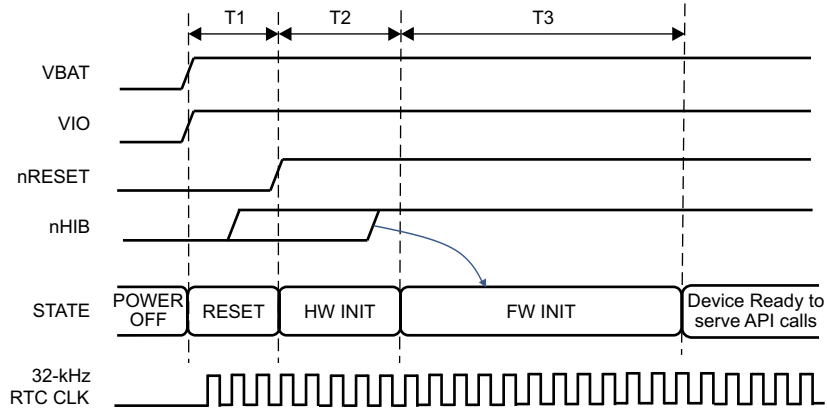 T1 T2 T3
VBAT
VIO
nRESET
nHIB
STATE
POWER
OFF
RESET
HW INIT
FW INIT
Device Ready to
serve API calls
32-kHz
RTC CLK